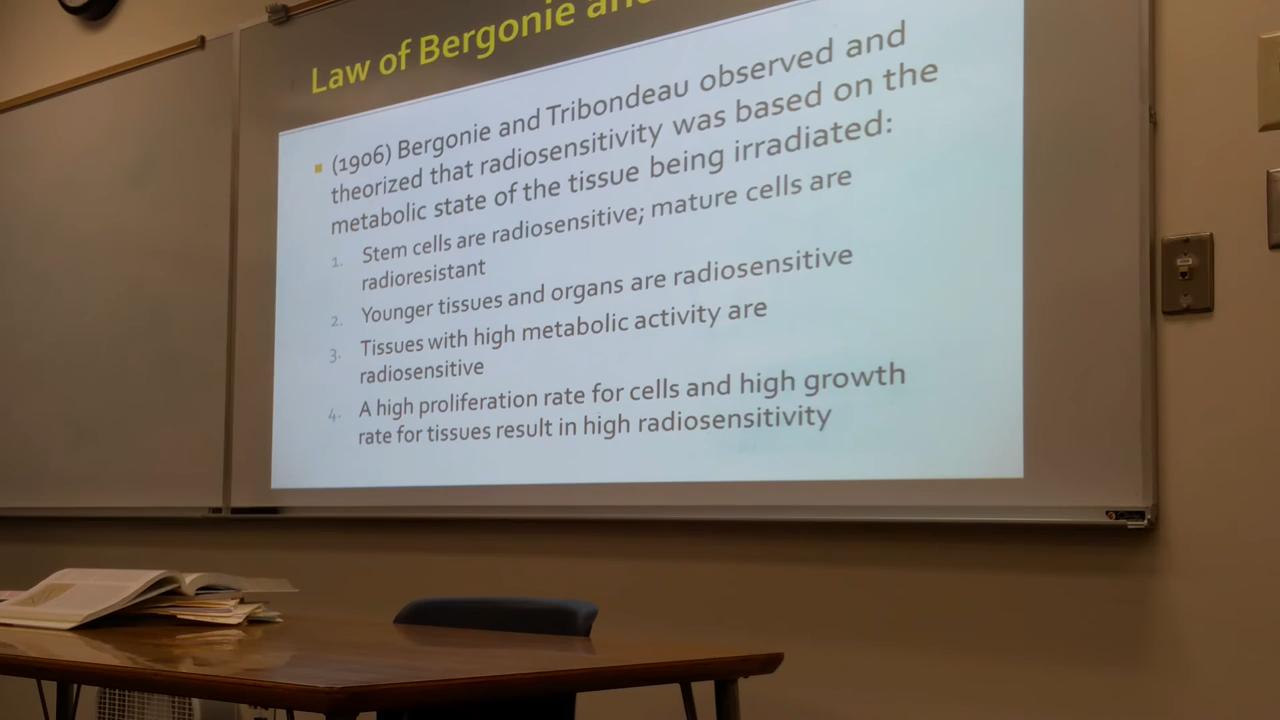 Law of Bergonie and
(1906) Bergonie and Tribondeau observed and
theorized that radiosensitivity was based on the
metabolic state of the tissue being irradiated:
1. Stem cells are radiosensitive; mature cells are
radioresistant
2. Younger tissues and organs are radiosensitive
3. Tissues with high metabolic activity are
radiosensitive
4. A high proliferation rate for cells and high growth
rate for tissues result in high radiosensitivity